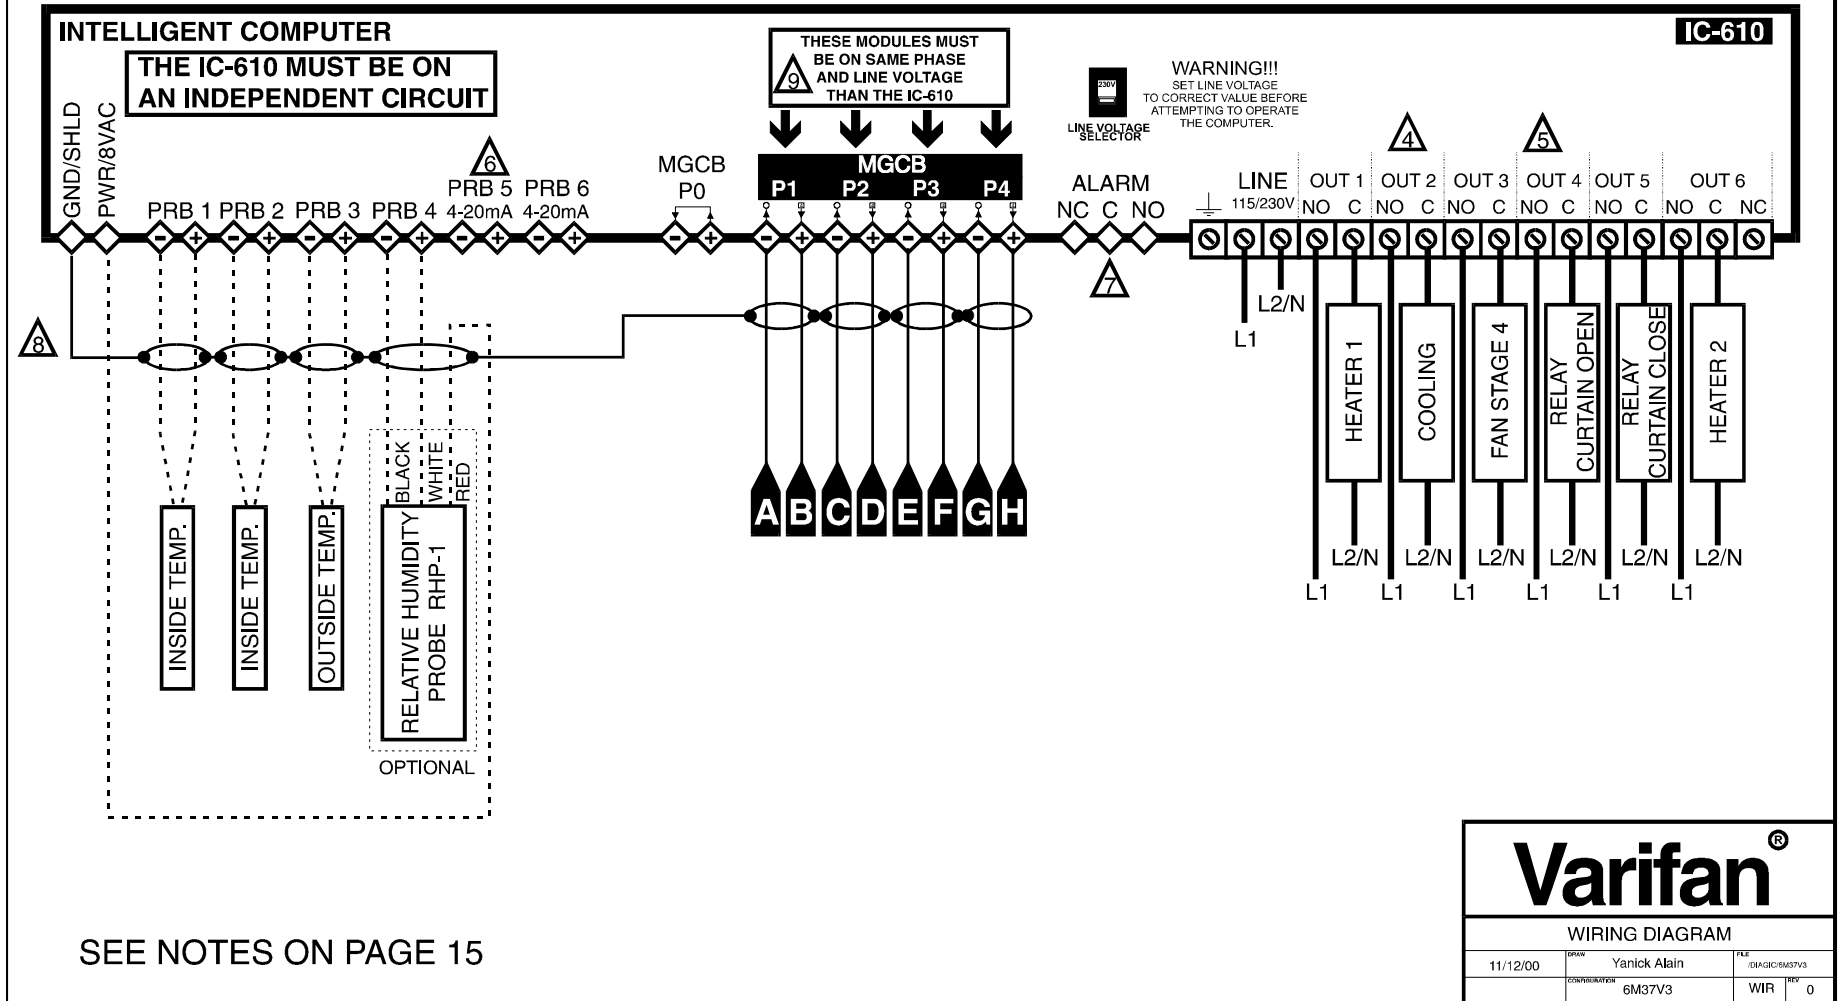 INTELLIGENT COMPUTER
IC-610
THE IC-610 MUST BE ON
AN INDEPENDENT CIRCUIT
THESE MODULES MUST
BE ON SAME PHASE
AND LINE VOLTAGE
THAN THE IC-610
9
230V
LINE VOLTAGE
SELECTOR
WARNING!!!
SET LINE VOLTAGE
TO CORRECT VALUE BEFORE
ATTEMPTING TO OPERATE
THE COMPUTER.
GND/SHLD
PWR/8VAC
6
4
5
PRB 1 PRB 2 PRB 3 PRB 4
PRB 5 PRB 6
4-20mA 4-20mA
MGCB
P0
MGCB
P1 P2 P3 P4
ALARM
NC C NO
LINE
115/230V
OUT 1 OUT 2 OUT 3 OUT 4 OUT 5 OUT 6
NO C NO C NO C NO C NO C NO C NC
- + - + - + - + - + - + - + - + - + - + - +
7
8
L2/N
L1
HEATER 1
COOLING
FAN STAGE 4
RELAY
CURTAIN OPEN
RELAY
CURTAIN CLOSE
HEATER 2
BLACK
WHITE
RED
A B C D E F G H
INSIDE TEMP.
INSIDE TEMP.
OUTSIDE TEMP.
RELATIVE HUMIDITY
PROBE RHP-1
OPTIONAL
L2/N L2/N L2/N L2/N L2/N L2/N
L1 L1 L1 L1 L1 L1
SEE NOTES ON PAGE 15
Varifan®
WIRING DIAGRAM
11/12/00
DRAW
Yanick Alain
FILE
/DIAGIC/6M37V3
CONFIGURATION
6M37V3
WIR
REV
0